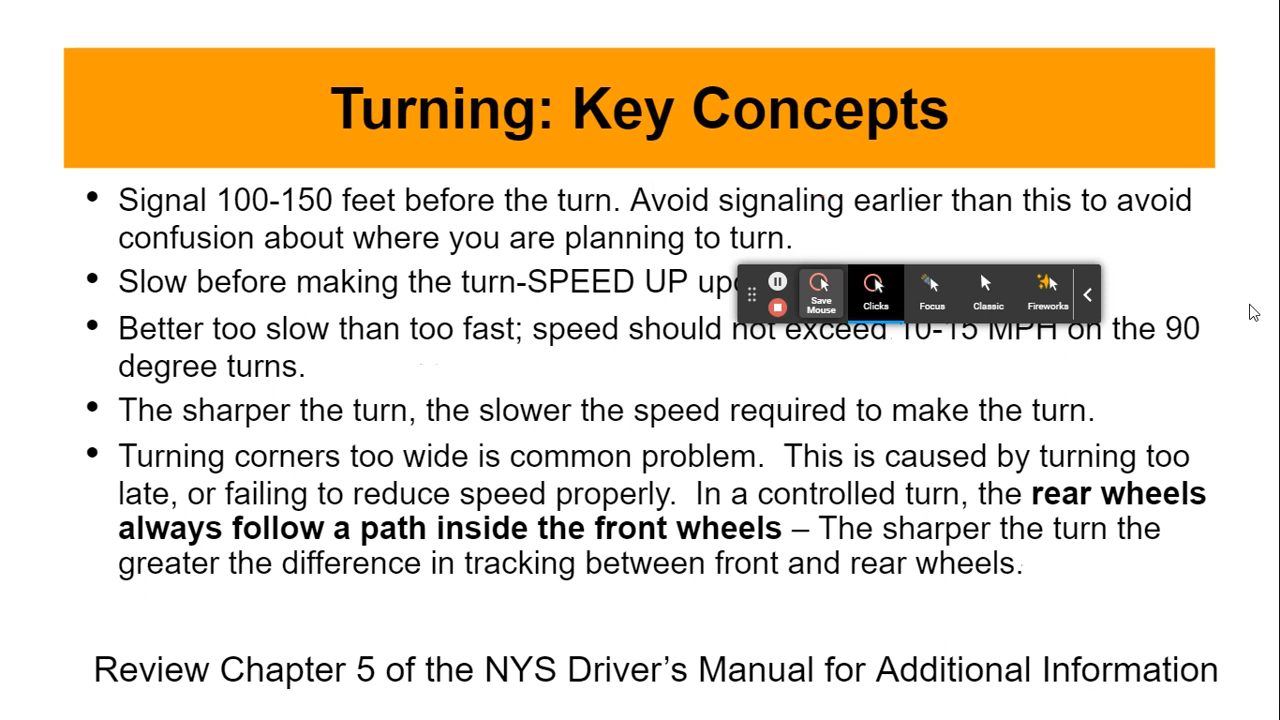 Turning: Key Concepts
• Signal 100-150 feet before the turn. Avoid signaling earlier than this to avoid
confusion about where you are planning to turn.
• Slow before making the turn-SPEED UP
Save Mouse
Clicks
Focus
Classic
Fireworks
• Better too slow than too fast; speed should not exceed 10-15 MPH on the 90
degree turns.
• The sharper the turn, the slower the speed required to make the turn.
• Turning corners too wide is common problem.  This is caused by turning too
late, or failing to reduce speed properly.  In a controlled turn, the rear wheels
always follow a path inside the front wheels – The sharper the turn the
greater the difference in tracking between front and rear wheels.
Review Chapter 5 of the NYS Driver’s Manual for Additional Information